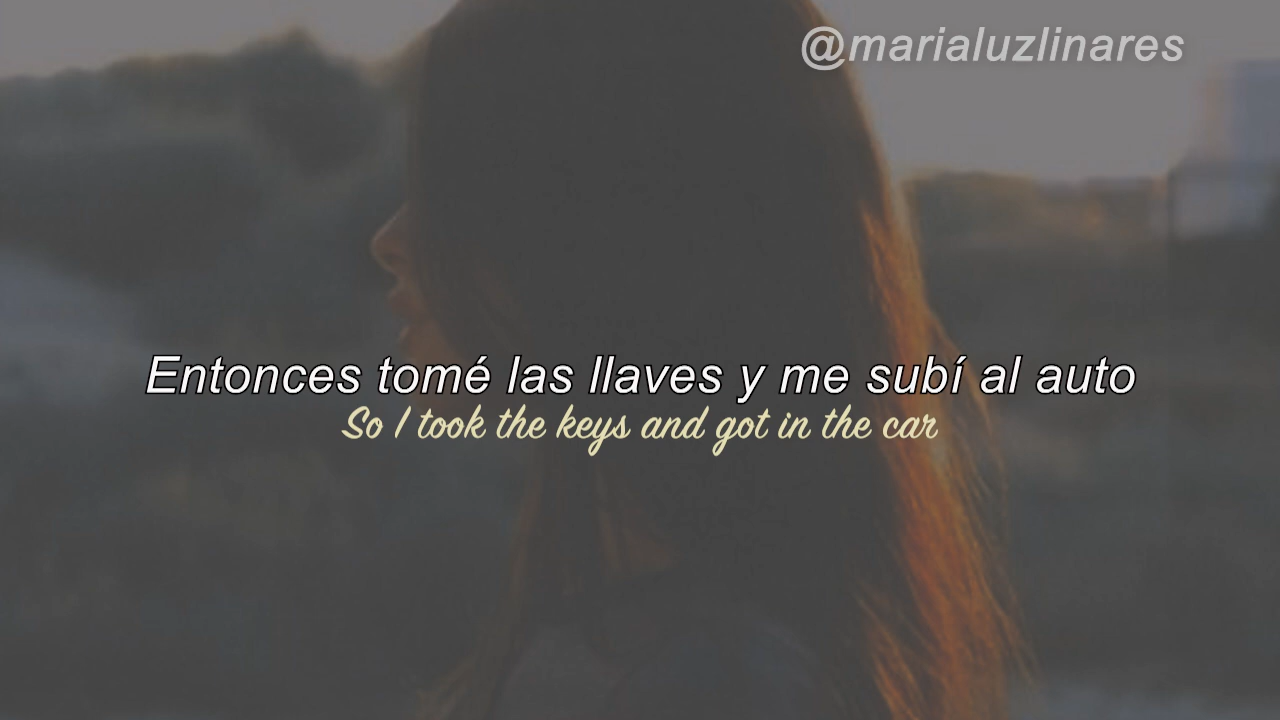 @marialuzlinares
Entonces tomé las llaves y me subí al auto
So I took the keys and got in the car